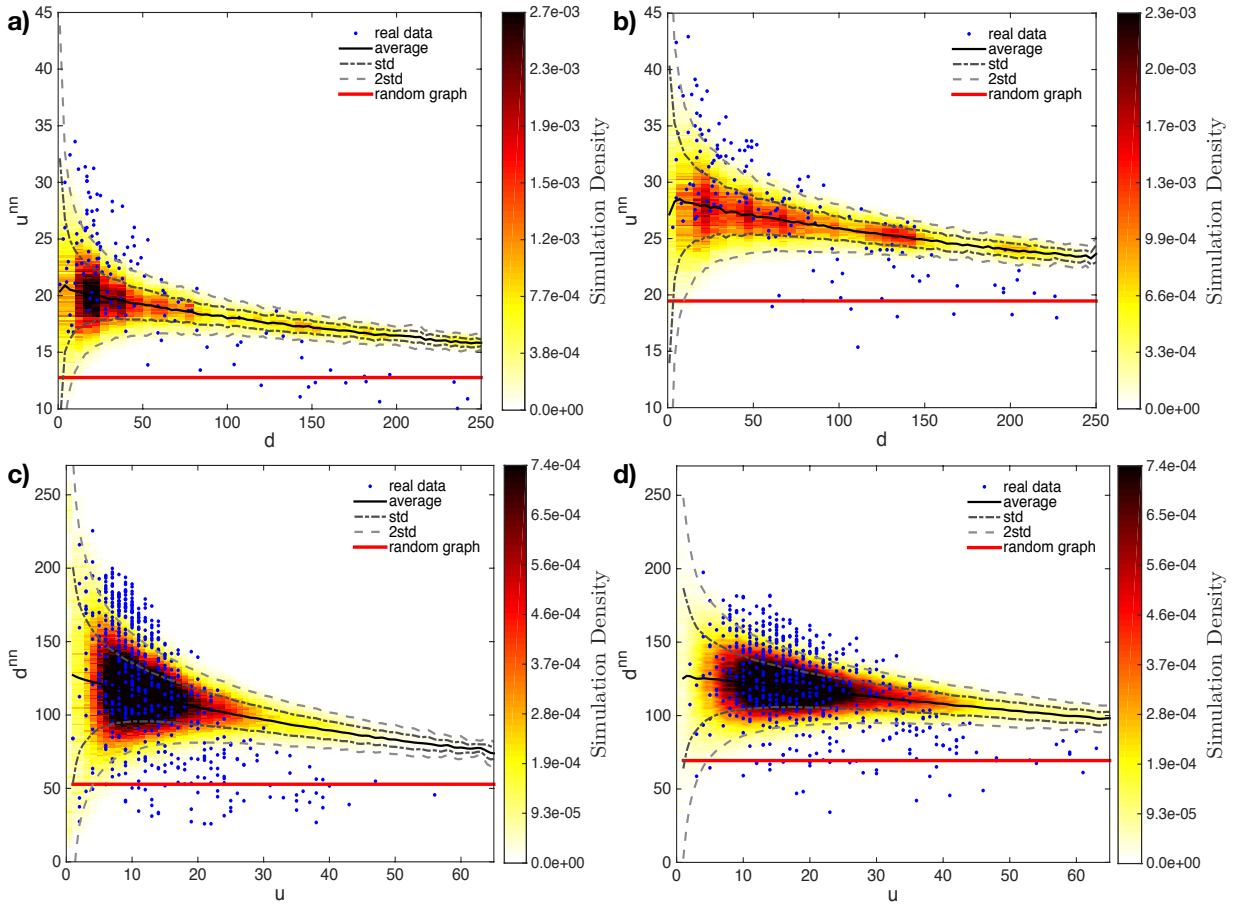 a)
45
40
35
30
25
20
15
10
0
50
100
150
200
250
u^nn
d
real data
average
std
2std
random graph
2.7e-03
2.3e-03
1.9e-03
1.5e-03
1.2e-03
7.7e-04
3.8e-04
0.0e+00
Simulation Density
b)
45
40
35
30
25
20
15
10
0
50
100
150
200
250
u^nn
d
real data
average
std
2std
random graph
2.3e-03
2.0e-03
1.7e-03
1.3e-03
9.9e-04
6.6e-04
3.3e-04
0.0e+00
Simulation Density
c)
250
200
150
100
50
0
0
10
20
30
40
50
60
d^nn
u
real data
average
std
2std
random graph
7.4e-04
6.5e-04
5.6e-04
4.6e-04
3.7e-04
2.8e-04
1.9e-04
9.3e-05
0.0e+00
Simulation Density
d)
250
200
150
100
50
0
0
10
20
30
40
50
60
d^nn
u
real data
average
std
2std
random graph
7.4e-04
6.5e-04
5.6e-04
4.6e-04
3.7e-04
2.8e-04
1.9e-04
9.3e-05
0.0e+00
Simulation Density